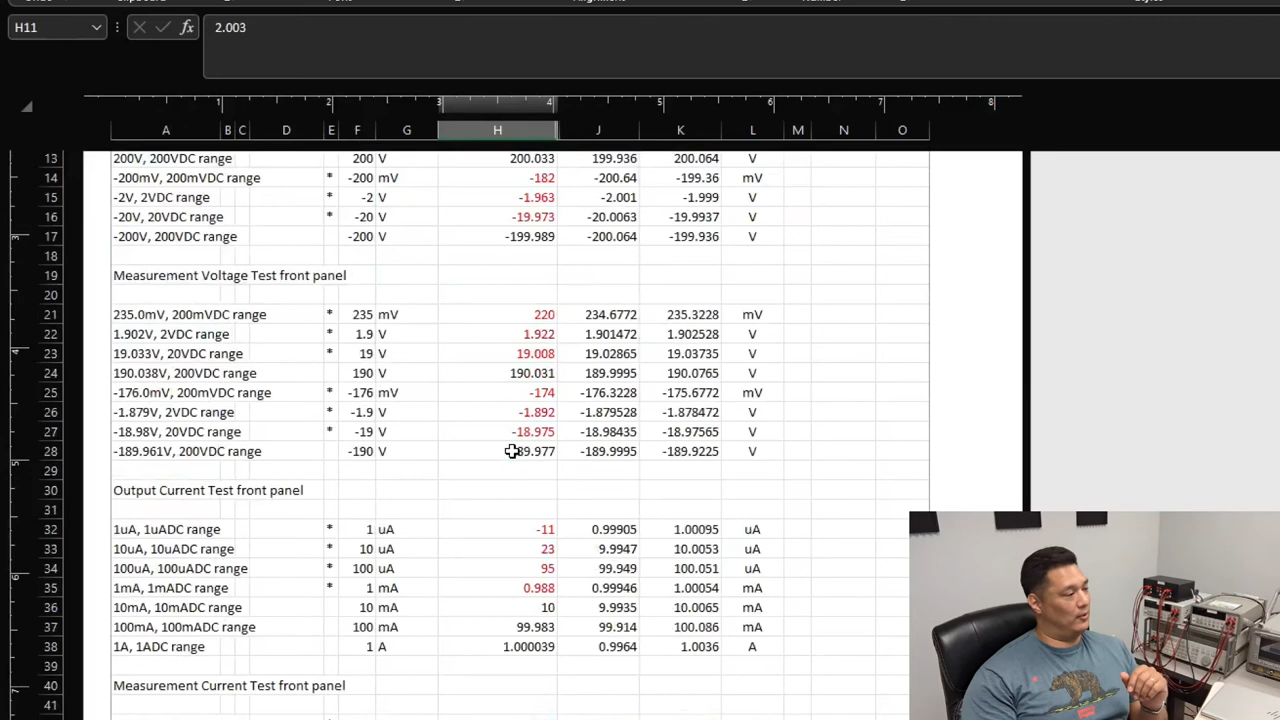 H11 fx 2.003
1 2 3 4 5 6 7 8
A B C D E F G H J K L M N O
13 200V, 200VDC range 200 V 200.033 199.936 200.064 V
14 -200mV, 200mVDC range * -200 mV -182 -200.64 -199.36 mV
15 -2V, 2VDC range * -2 V -1.963 -2.001 -1.999 V
16 -20V, 20VDC range * -20 V -19.973 -20.0063 -19.9937 V
17 -200V, 200VDC range -200 V -199.989 -200.064 -199.936 V
18
19 Measurement Voltage Test front panel
20
21 235.0mV, 200mVDC range * 235 mV 220 234.6772 235.3228 mV
22 1.902V, 2VDC range * 1.9 V 1.922 1.901472 1.902528 V
23 19.033V, 20VDC range * 19 V 19.008 19.02865 19.03735 V
24 190.038V, 200VDC range 190 V 190.031 189.9995 190.0765 V
25 -176.0mV, 200mVDC range * -176 mV -174 -176.3228 -175.6772 mV
26 -1.879V, 2VDC range * -1.9 V -1.892 -1.879528 -1.878472 V
27 -18.98V, 20VDC range * -19 V -18.975 -18.98435 -18.97565 V
28 -189.961V, 200VDC range -190 V 89.977 -189.9995 -189.9225 V
29
30 Output Current Test front panel
31
32 1uA, 1uADC range * 1 uA -11 0.99905 1.00095 uA
33 10uA, 10uADC range * 10 uA 23 9.9947 10.0053 uA
34 100uA, 100uADC range * 100 uA 95 99.949 100.051 uA
35 1mA, 1mADC range * 1 mA 0.988 0.99946 1.00054 mA
36 10mA, 10mADC range 10 mA 10 9.9935 10.0065 mA
37 100mA, 100mADC range 100 mA 99.983 99.914 100.086 mA
38 1A, 1ADC range 1 A 1.000039 0.9964 1.0036 A
39
40 Measurement Current Test front panel
41